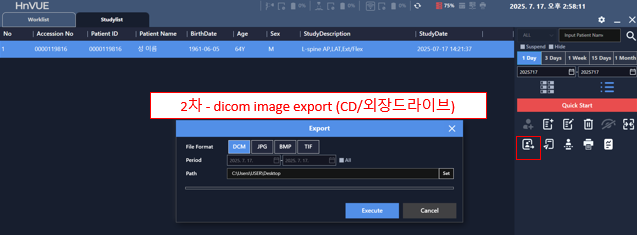 HnVUE
75%
2025. 7. 17. 오후 2:58:11
Worklist
Studylist
No Accession No Patient ID Patient Name BirthDate Age Sex StudyDescription StudyDate
1 0000119816 0000119816 성 이름 1961-06-05 64Y M L-spine AP,LAT,Ext/Flex 2025-07-17 14:21:37
ALL
Input Patient Name
Suspend Hide
1 Day 3 Days 1 Week 15 Days 1 Month
2025717 - 2025717
Quick Start
2차 - dicom image export (CD/외장드라이브)
Export
File Format DCM JPG BMP TIF
Period 2025. 7. 17. - 2025. 7. 17. All
Path C:\Users\USER\Desktop Set
Execute Cancel